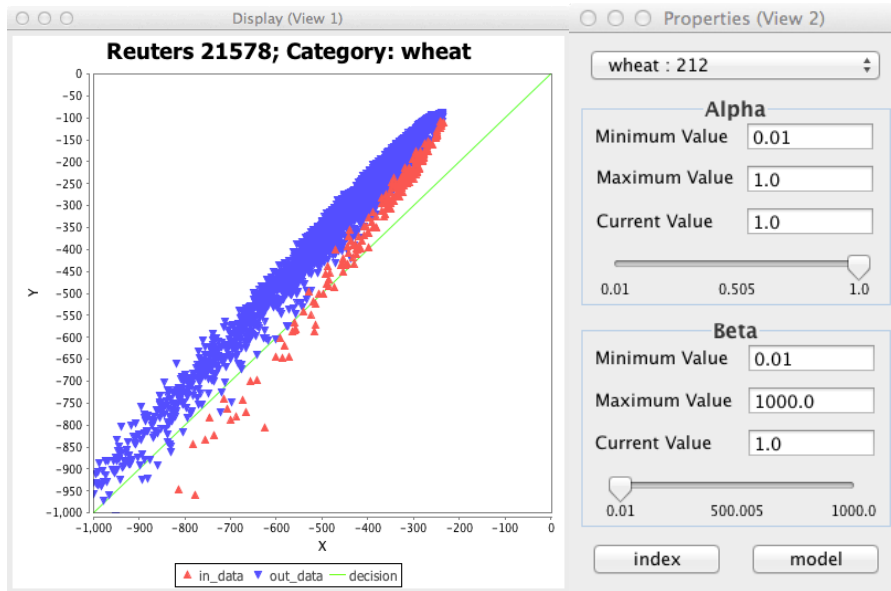 Display (View 1)
Reuters 21578; Category: wheat
0
-50
-100
-150
-200
-250
-300
-350
-400
-450
-500
-550
-600
-650
-700
-750
-800
-850
-900
-950
-1,000
Y
-1,000 -900 -800 -700 -600 -500 -400 -300 -200 -100 0
X
in_data out_data decision
Properties (View 2)
wheat : 212
Alpha
Minimum Value 0.01
Maximum Value 1.0
Current Value 1.0
0.01 0.505 1.0
Beta
Minimum Value 0.01
Maximum Value 1000.0
Current Value 1.0
0.01 500.005 1000.0
index model